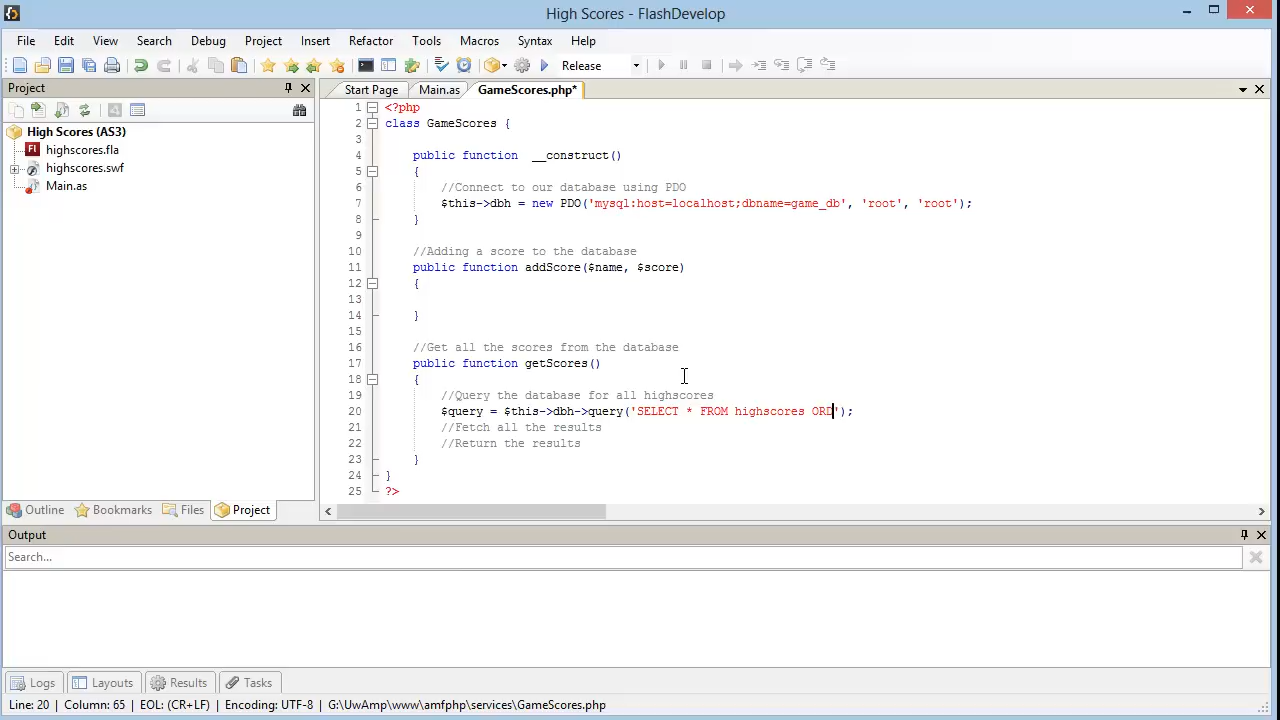 High Scores - FlashDevelop
File Edit View Search Debug Project Insert Refactor Tools Macros Syntax Help
Release
Project
High Scores (AS3)
highscores.fla
highscores.swf
Main.as
Outline Bookmarks Files Project
Start Page Main.as GameScores.php*
1 <?php
2 class GameScores {
3
4 public function  __construct()
5 {
6 //Connect to our database using PDO
7 $this->dbh = new PDO('mysql:host=localhost;dbname=game_db', 'root', 'root');
8 }
9
10 //Adding a score to the database
11 public function addScore($name, $score)
12 {
13
14 }
15
16 //Get all the scores from the database
17 public function getScores()
18 {
19 //Query the database for all highscores
20 $query = $this->dbh->query('SELECT * FROM highscores ORD');
21 //Fetch all the results
22 //Return the results
23 }
24 }
25 ?>
Output
Search...
Logs Layouts Results Tasks
Line: 20 Column: 65 EOL: (CR+LF) Encoding: UTF-8 G:\UwAmp\www\amfphp\services\GameScores.php